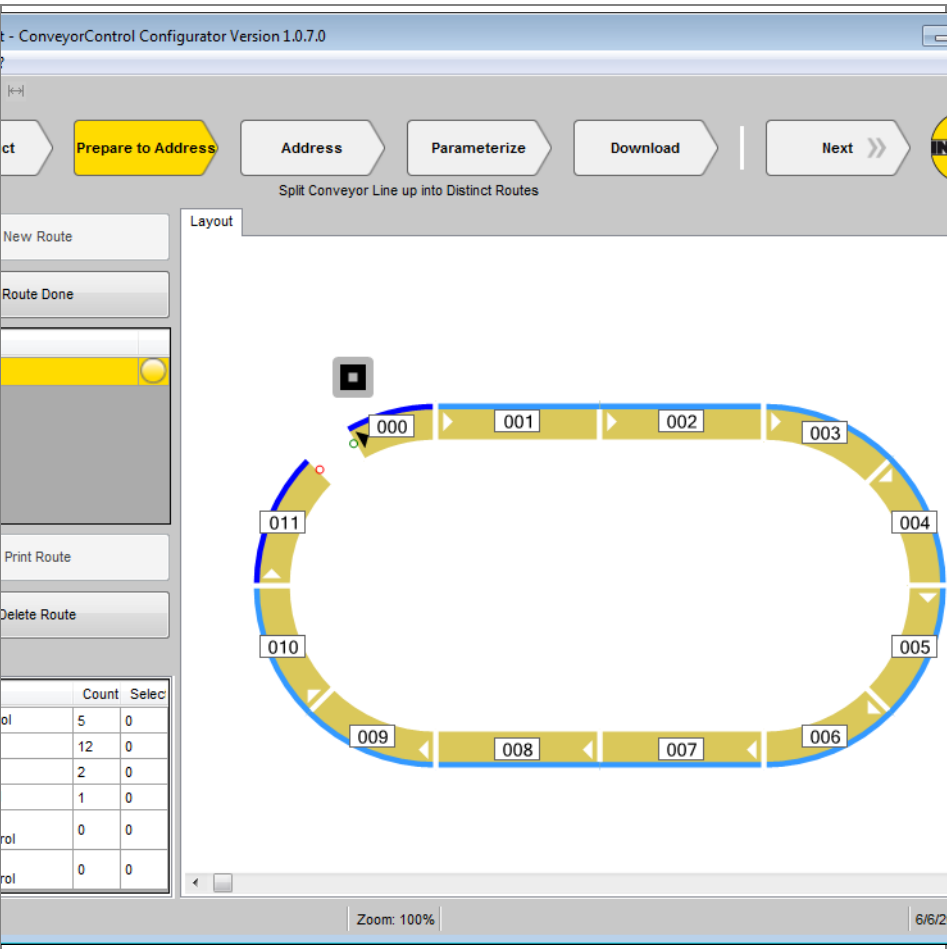 t - ConveyorControl Configurator Version 1.0.7.0
?
ct
Prepare to Address
Address
Parameterize
Download
Next
IN
Split Conveyor Line up into Distinct Routes
New Route
Route Done
Print Route
Delete Route
Layout
000
001
002
003
004
005
006
007
008
009
010
011
Count Selec
ol 5 0
12 0
2 0
1 0
rol 0 0
rol 0 0
Zoom: 100%
6/6/2